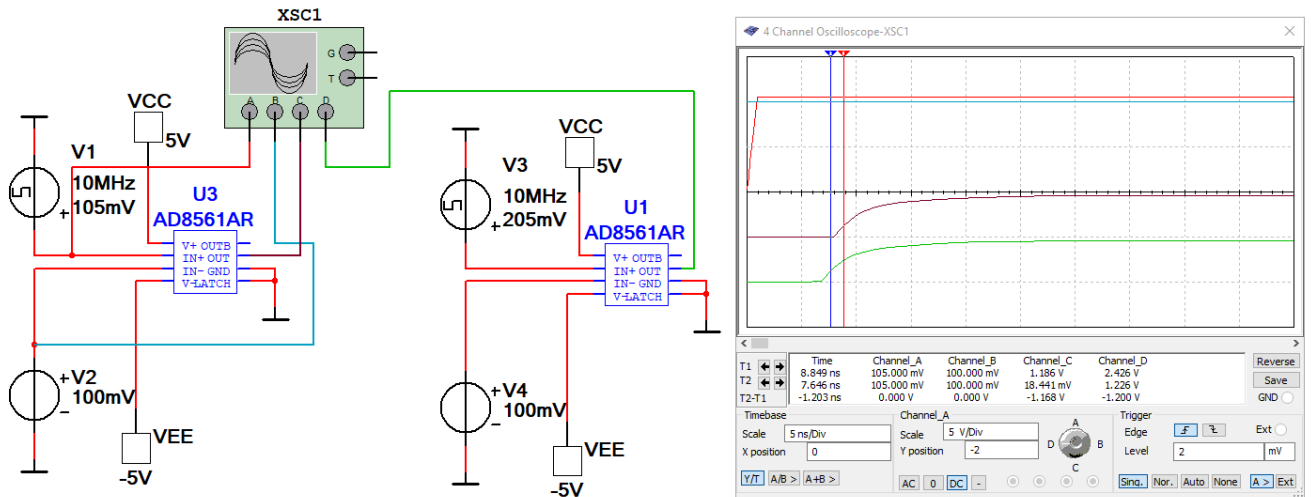 XSC1
G
T
A
B
C
D
VCC
5V
V1
10MHz
105mV
+
U3
AD8561AR
V+ OUTB
IN+ OUT
IN- GND
V-LATCH
V2
100mV
+
-
VEE
-5V
VCC
5V
V3
10MHz
205mV
+
U1
AD8561AR
V+ OUTB
IN+ OUT
IN- GND
V-LATCH
V4
100mV
+
-
VEE
-5V
4 Channel Oscilloscope-XSC1
Time Channel_A Channel_B Channel_C Channel_D
T1 8.849 ns 105.000 mV 100.000 mV 1.186 V 2.426 V
T2 7.646 ns 105.000 mV 100.000 mV 18.441 mV 1.226 V
T2-T1 -1.203 ns 0.000 V 0.000 V -1.168 V -1.200 V
Reverse
Save
GND
Timebase
Scale 5 ns/Div
X position 0
Y/T A/B > A+B >
Channel_A
Scale 5 V/Div
Y position -2
AC 0 DC -
A
B
C
D
Trigger
Edge Ext
Level 2 mV
Sing. Nor. Auto None A > Ext